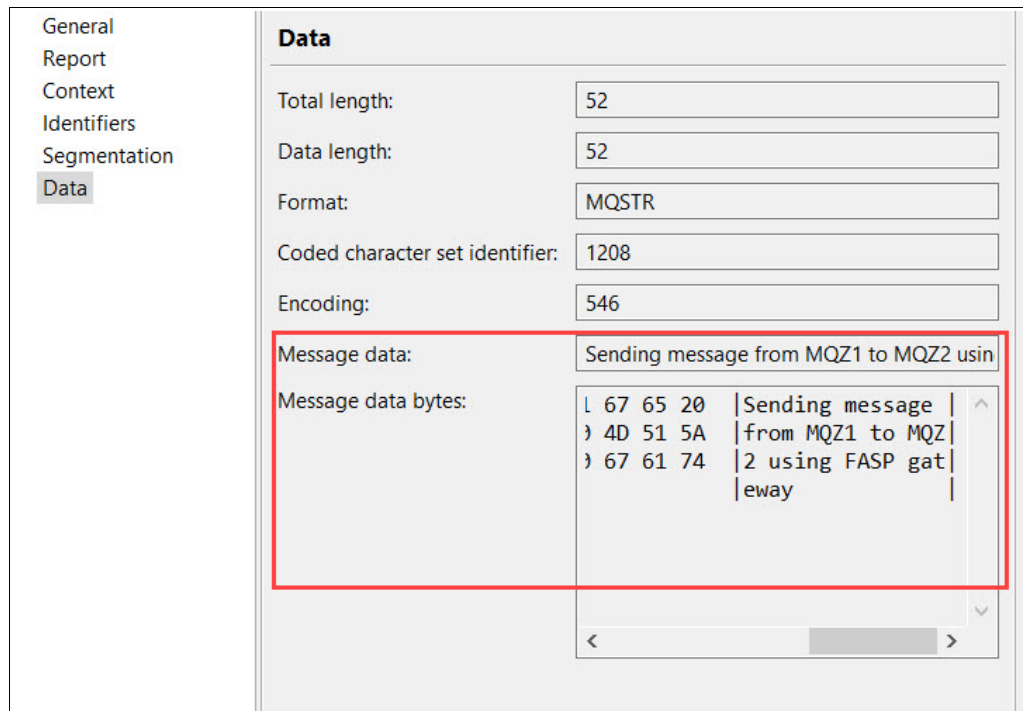 General
Report
Context
Identifiers
Segmentation
Data
Data
Total length: 52
Data length: 52
Format: MQSTR
Coded character set identifier: 1208
Encoding: 546
Message data: Sending message from MQZ1 to MQZ2 usin
Message data bytes:
67 65 20 |Sending message |
4D 51 5A |from MQZ1 to MQZ|
67 61 74 |2 using FASP gat|
|eway |